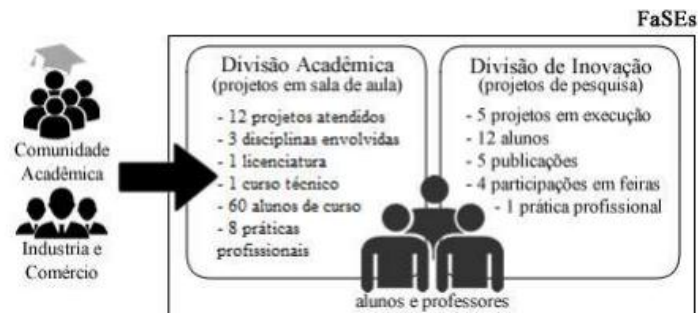 FaSEs
Comunidade
Acadêmica
Industria e
Comércio
Divisão Acadêmica
(projetos em sala de aula)
- 12 projetos atendidos
- 3 disciplinas envolvidas
- 1 licenciatura
- 1 curso técnico
- 60 alunos de curso
- 8 práticas
profissionais
Divisão de Inovação
(projetos de pesquisa)
- 5 projetos em execução
- 12 alunos
- 5 publicações
- 4 participações em feiras
- 1 prática profissional
alunos e professores